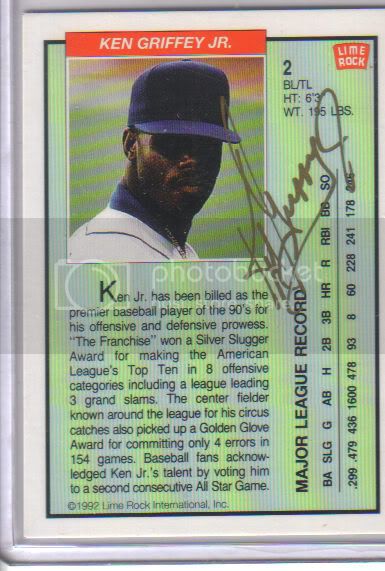 KEN GRIFFEY JR.
LIME
ROCK
2
BL/TL
HT: 6'3
WT. 195 LBS.
Ken Jr. has been billed as the
premier baseball player of the 90's for
his offensive and defensive prowess.
"The Franchise" won a Silver Slugger
Award for making the American
League's Top Ten in 8 offensive
categories including a league leading
3 grand slams. The center fielder
known around the league for his circus
catches also picked up a Golden Glove
Award for committing only 4 errors in
154 games. Baseball fans acknow-
ledged Ken Jr.'s talent by voting him
to a second consecutive All Star Game.
©1992 Lime Rock International, Inc.
MAJOR LEAGUE RECORD
BA SLG G AB H 2B 3B HR R RBI BB SO
.299 .479 436 1600 478 93 8 60 228 241 178
photobucket